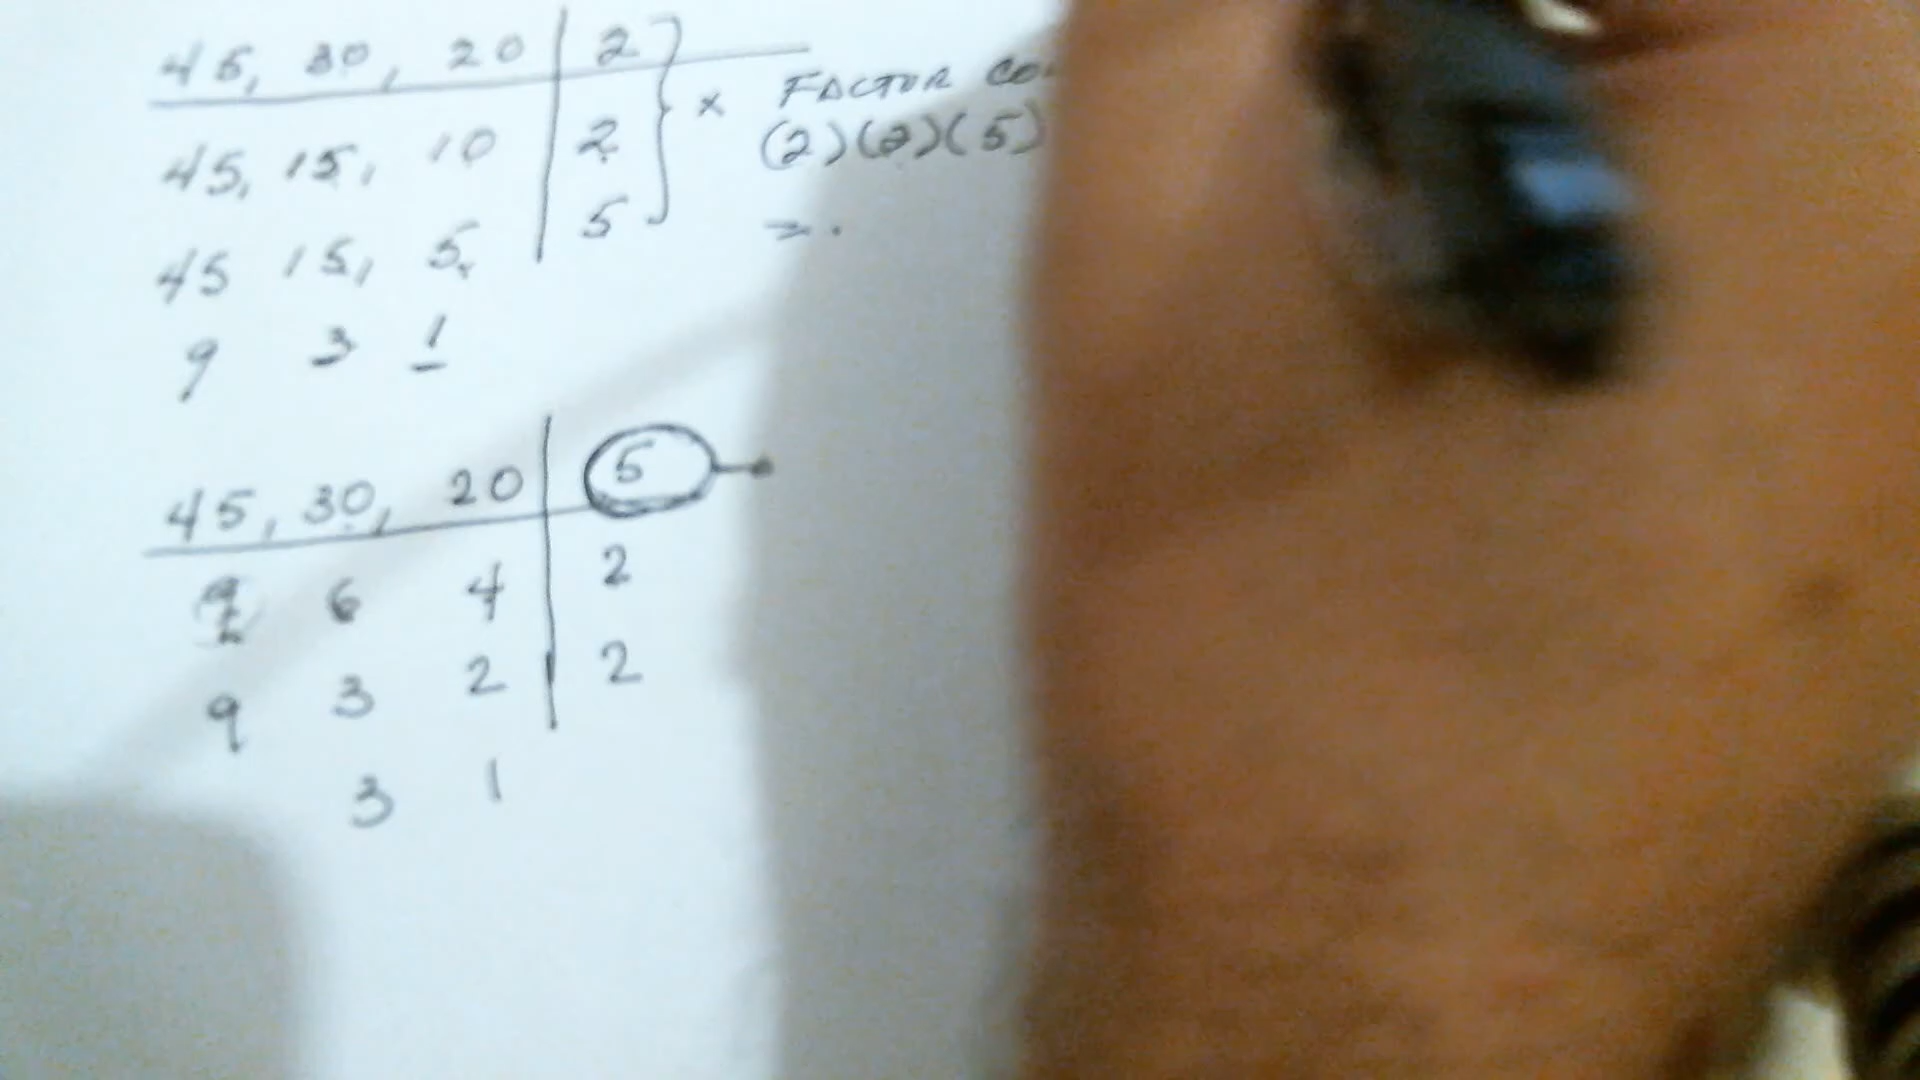 45, 30, 20 | 2
45, 15, 10 | 2 } x FACTOR CO
(2)(2)(5)
45 15, 5 | 5 = .
9 3 1
45, 30, 20 | 5
6 4 | 2
9 3 2 | 2
3 1